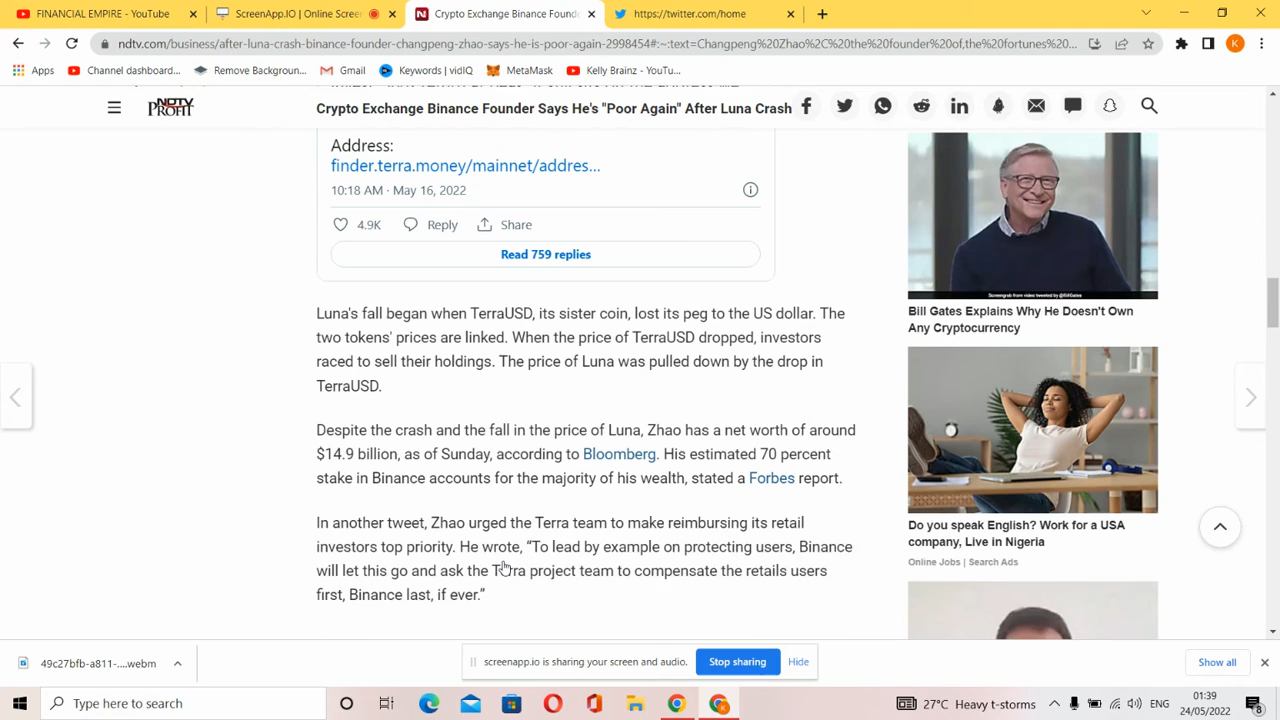 FINANCIAL EMPIRE - YouTube
ScreenApp.IO | Online Screen
Crypto Exchange Binance Found
https://twitter.com/home
ndtv.com/business/after-luna-crash-binance-founder-changpeng-zhao-says-he-is-poor-again-2998454#:~:text=Changpeng%20Zhao%2C%20the%20founder%20of,the%20fortunes%20...
Apps
Channel dashboard...
Remove Backgroun...
Gmail
Keywords | vidIQ
MetaMask
Kelly Brainz - YouTu...
NDTV
PROFIT
Crypto Exchange Binance Founder Says He's "Poor Again" After Luna Crash
Address:
finder.terra.money/mainnet/addres...
10:18 AM · May 16, 2022
4.9K Reply Share
Read 759 replies
Luna's fall began when TerraUSD, its sister coin, lost its peg to the US dollar. The
two tokens' prices are linked. When the price of TerraUSD dropped, investors
raced to sell their holdings. The price of Luna was pulled down by the drop in
TerraUSD.
Despite the crash and the fall in the price of Luna, Zhao has a net worth of around
$14.9 billion, as of Sunday, according to Bloomberg. His estimated 70 percent
stake in Binance accounts for the majority of his wealth, stated a Forbes report.
In another tweet, Zhao urged the Terra team to make reimbursing its retail
investors top priority. He wrote, “To lead by example on protecting users, Binance
will let this go and ask the Terra project team to compensate the retails users
first, Binance last, if ever.”
Screengrab from video tweeted by @BillGates
Bill Gates Explains Why He Doesn't Own
Any Cryptocurrency
Do you speak English? Work for a USA
company, Live in Nigeria
Online Jobs | Search Ads
49c27bfb-a811-....webm
screenapp.io is sharing your screen and audio.
Stop sharing
Hide
Show all
Type here to search
27°C Heavy t-storms
ENG
01:39
24/05/2022
8